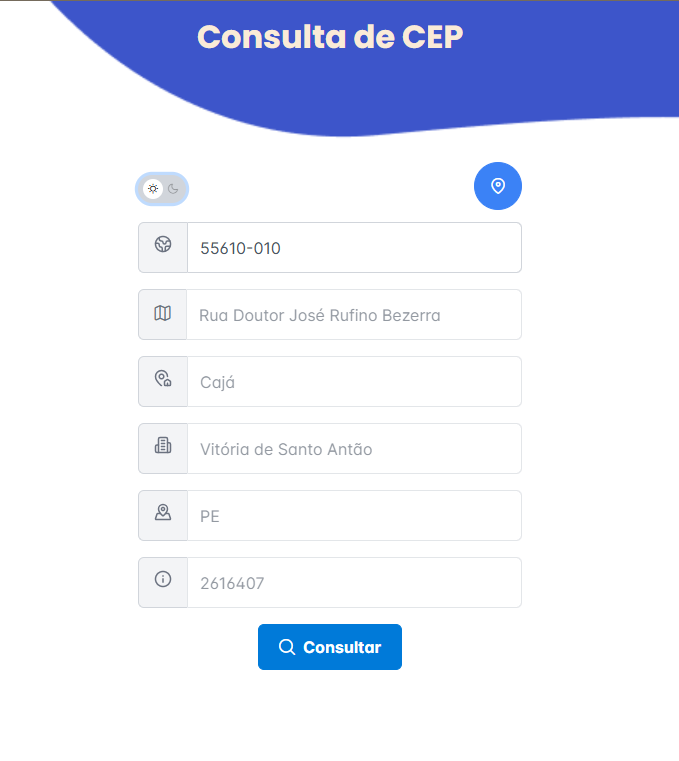 Consulta de CEP
55610-010
Rua Doutor José Rufino Bezerra
Cajá
Vitória de Santo Antão
PE
2616407
Consultar